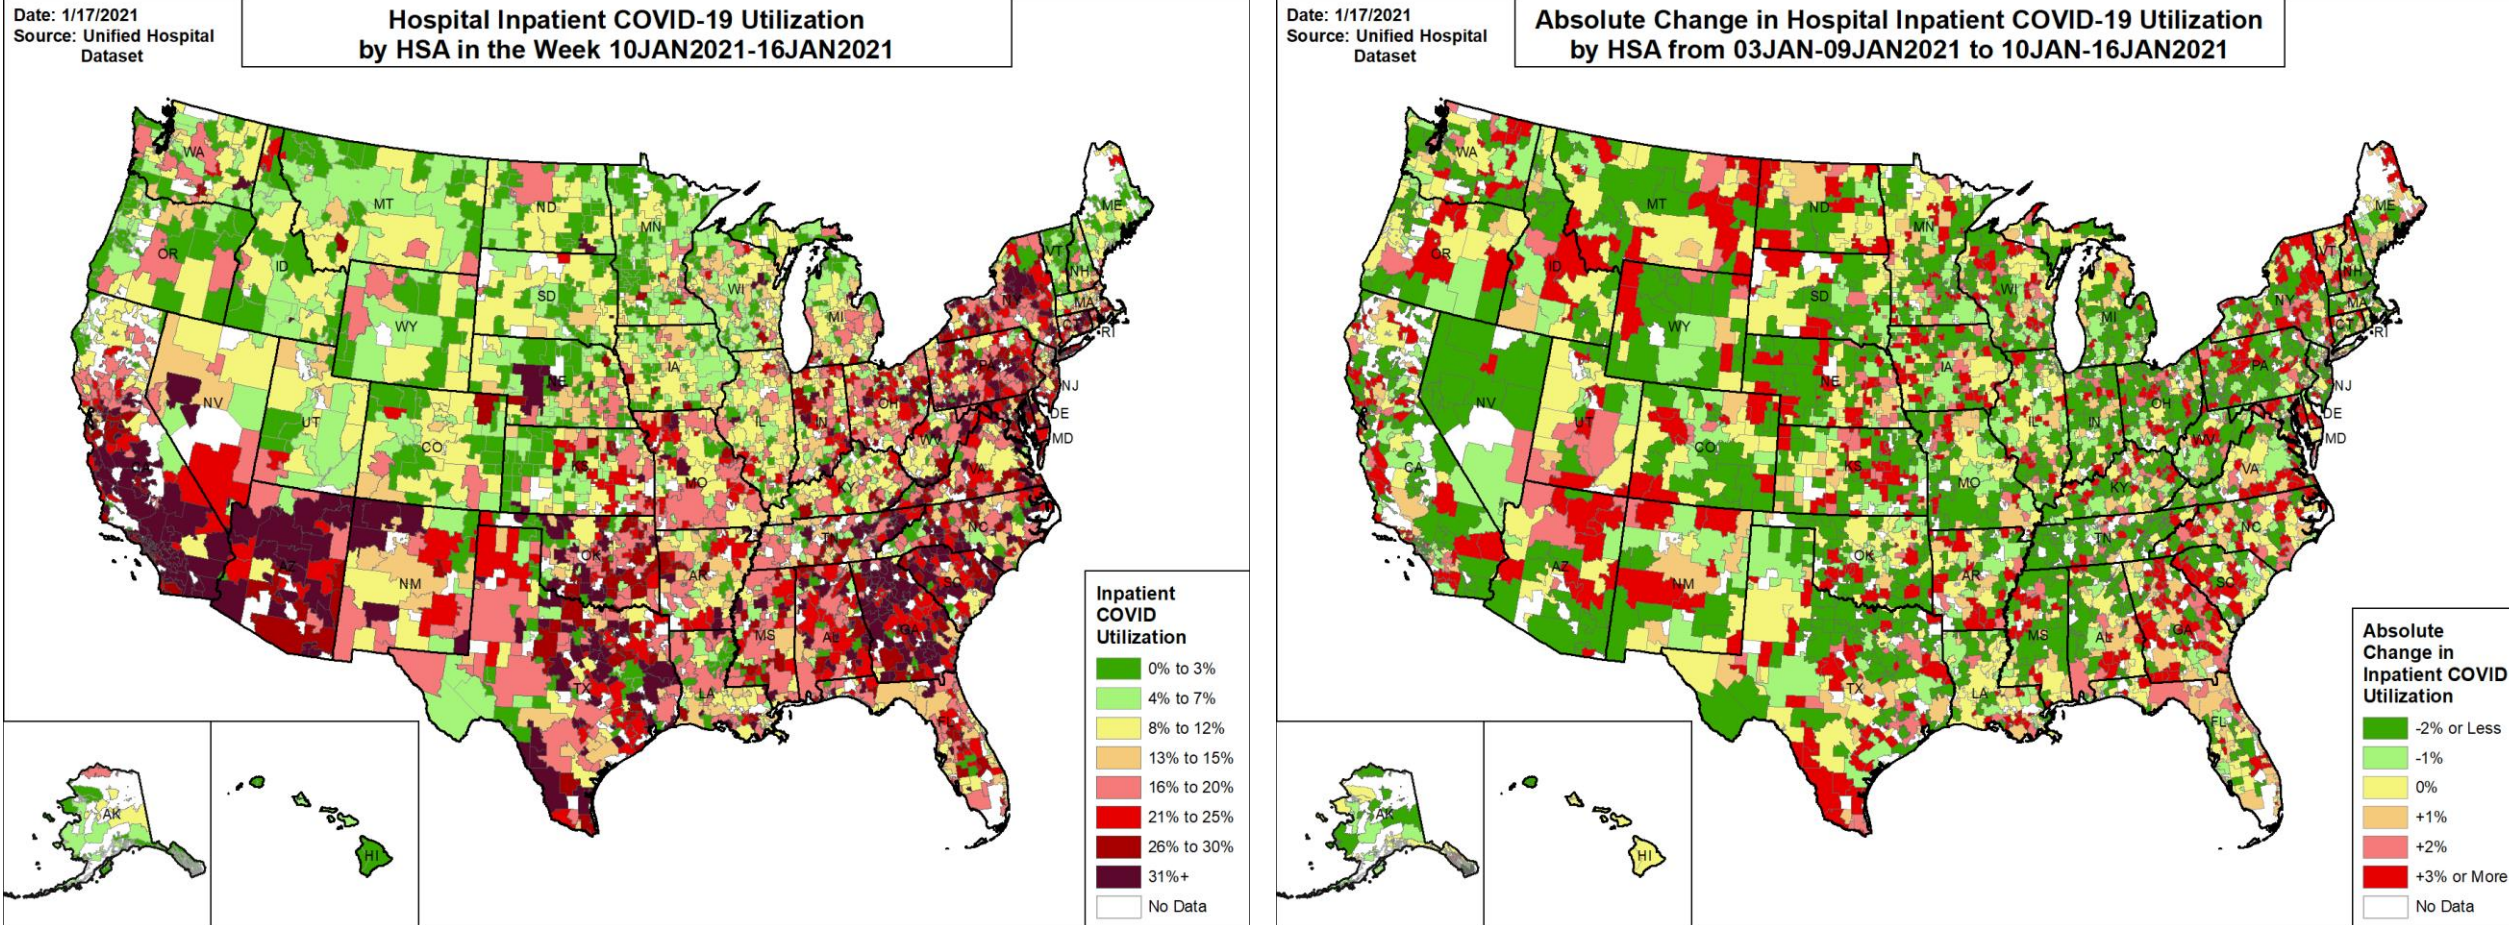 Date: 1/17/2021
Source: Unified Hospital
Dataset
Hospital Inpatient COVID-19 Utilization
by HSA in the Week 10JAN2021-16JAN2021
WA
MT
ND
MN
ME
OR
ID
SD
WI
VT
NH
NY
MA
CT
RI
WY
MI
IA
NE
PA
NJ
NV
UT
CO
IL
IN
OH
DE
MD
WV
VA
CA
KS
MO
KY
NC
TN
OK
AR
SC
AZ
NM
MS
AL
GA
TX
LA
FL
AK
HI
Inpatient
COVID
Utilization
0% to 3%
4% to 7%
8% to 12%
13% to 15%
16% to 20%
21% to 25%
26% to 30%
31%+
No Data
Date: 1/17/2021
Source: Unified Hospital
Dataset
Absolute Change in Hospital Inpatient COVID-19 Utilization
by HSA from 03JAN-09JAN2021 to 10JAN-16JAN2021
WA
MT
ND
MN
ME
OR
ID
SD
WI
VT
NH
NY
MA
CT
RI
WY
MI
IA
NE
PA
NJ
NV
UT
CO
IL
IN
OH
DE
MD
WV
VA
CA
KS
MO
KY
NC
TN
OK
AR
SC
AZ
NM
MS
AL
GA
TX
LA
FL
AK
HI
Absolute
Change in
Inpatient COVID
Utilization
-2% or Less
-1%
0%
+1%
+2%
+3% or More
No Data